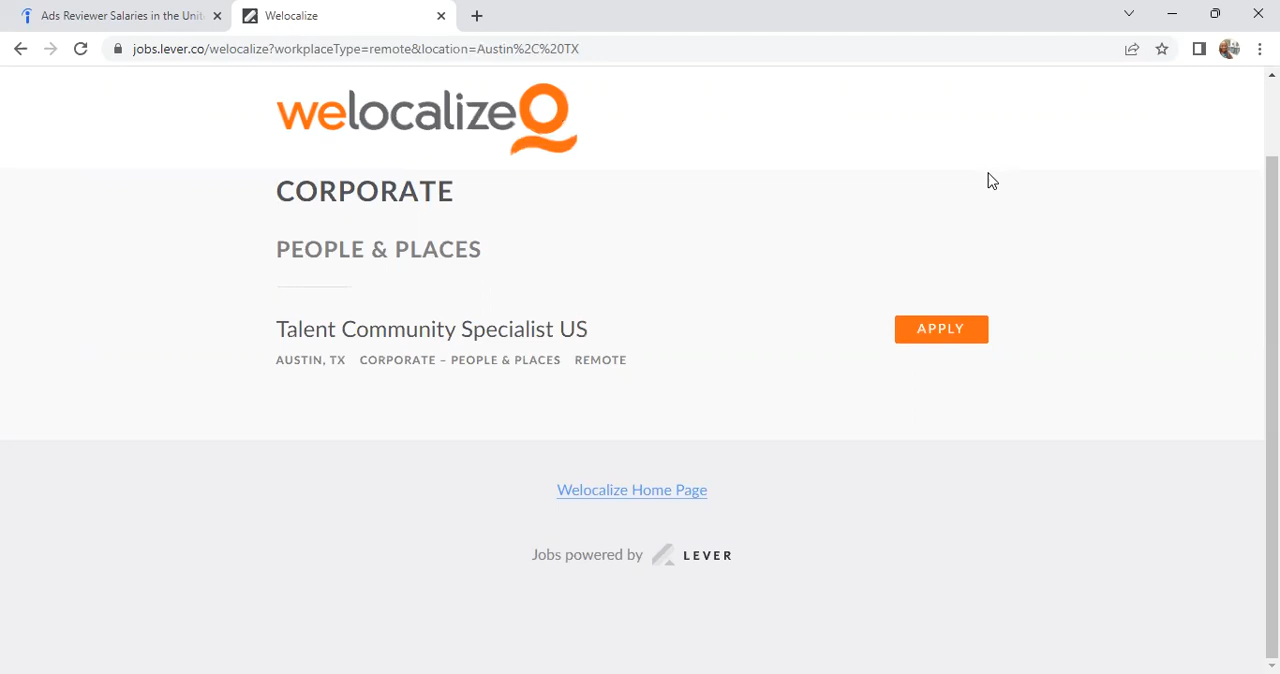 Ads Reviewer Salaries in the Unit
Welocalize
jobs.lever.co/welocalize?workplaceType=remote&location=Austin%2C%20TX
welocalize
CORPORATE
PEOPLE & PLACES
Talent Community Specialist US
APPLY
AUSTIN, TX CORPORATE – PEOPLE & PLACES REMOTE
Welocalize Home Page
Jobs powered by LEVER